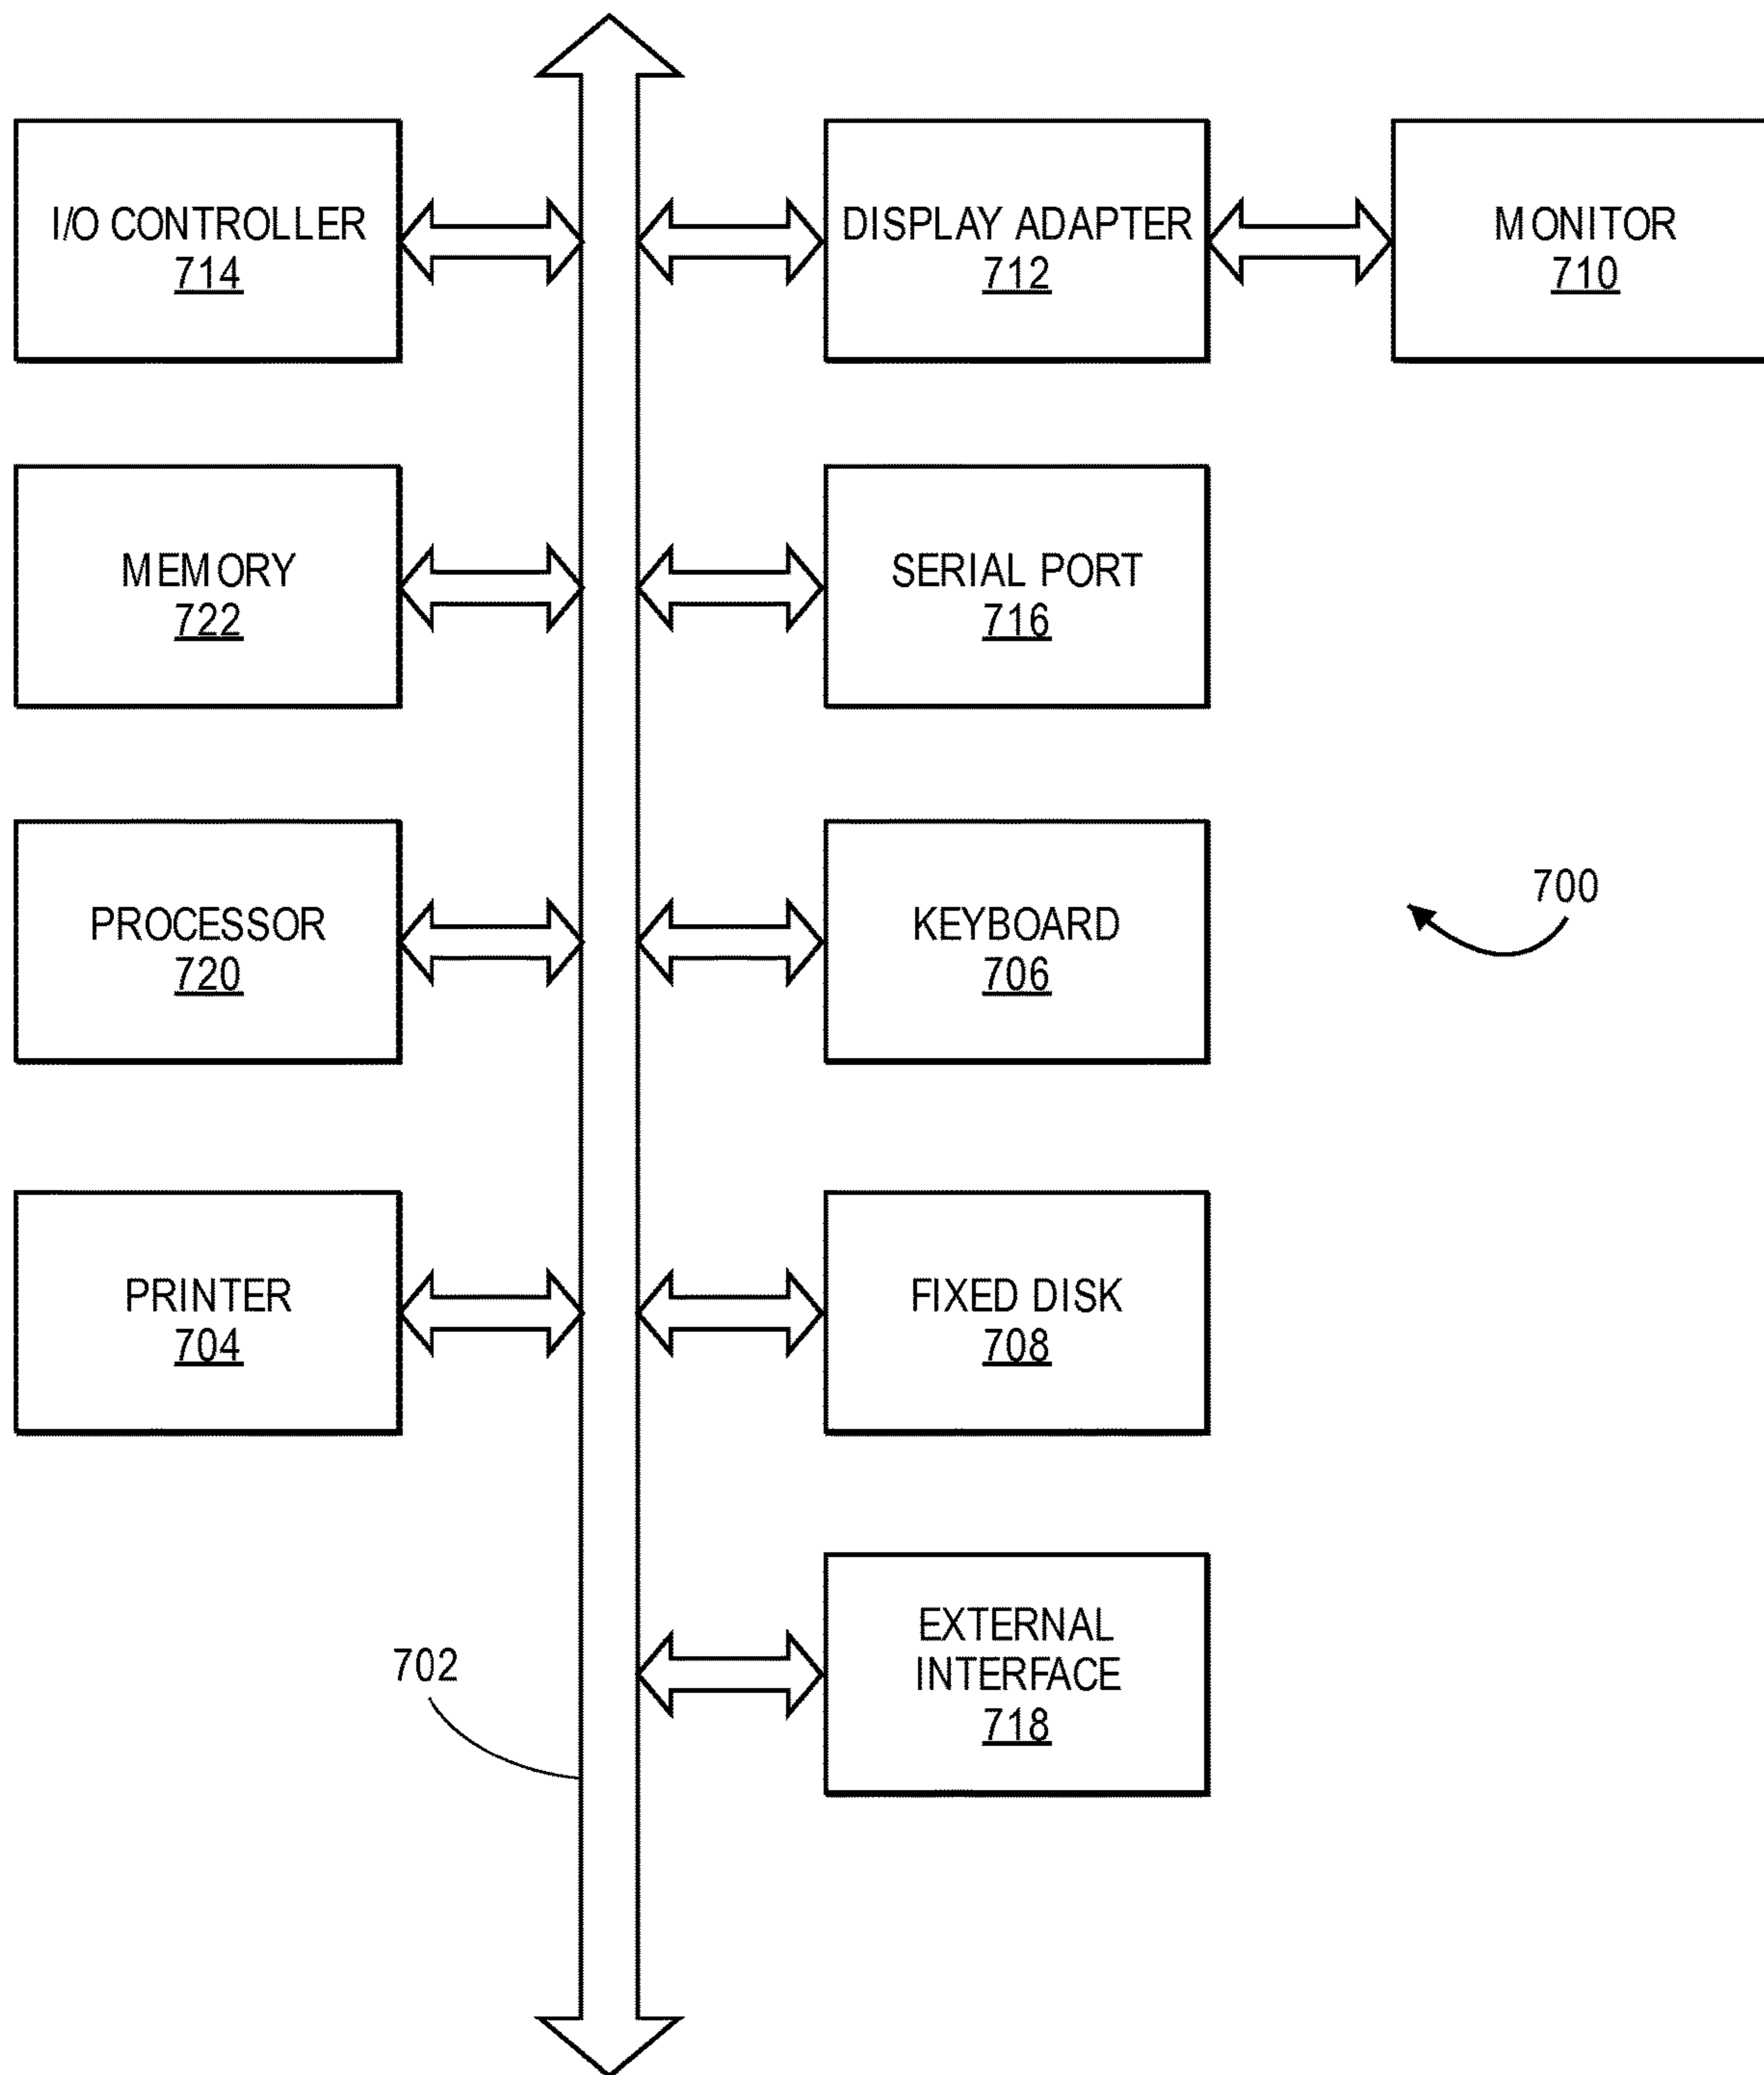 I/O CONTROLLER
714
DISPLAY ADAPTER
712
MONITOR
710
MEMORY
722
SERIAL PORT
716
PROCESSOR
720
KEYBOARD
706
700
PRINTER
704
FIXED DISK
708
702
EXTERNAL
INTERFACE
718